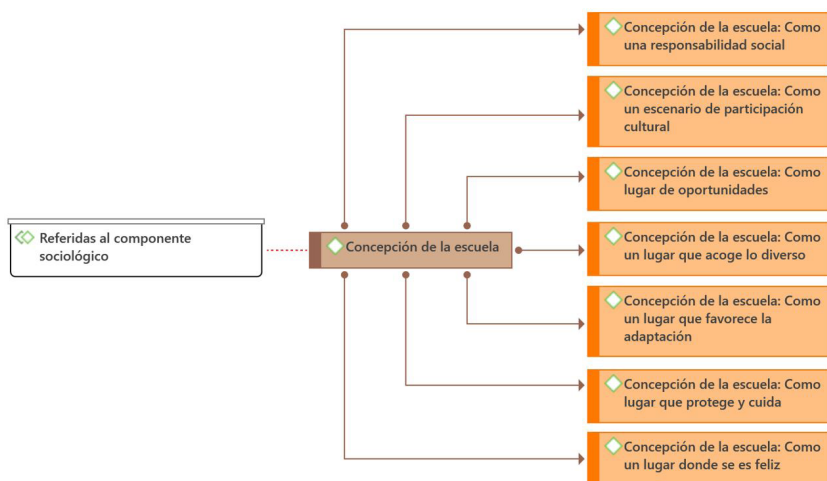 Concepción de la escuela: Como
una responsabilidad social
Concepción de la escuela: Como
un escenario de participación
cultural
Concepción de la escuela: Como
lugar de oportunidades
Referidas al componente
sociológico
Concepción de la escuela
Concepción de la escuela: Como
un lugar que acoge lo diverso
Concepción de la escuela: Como
un lugar que favorece la
adaptación
Concepción de la escuela: Como
lugar que protege y cuida
Concepción de la escuela: Como
un lugar donde se es feliz